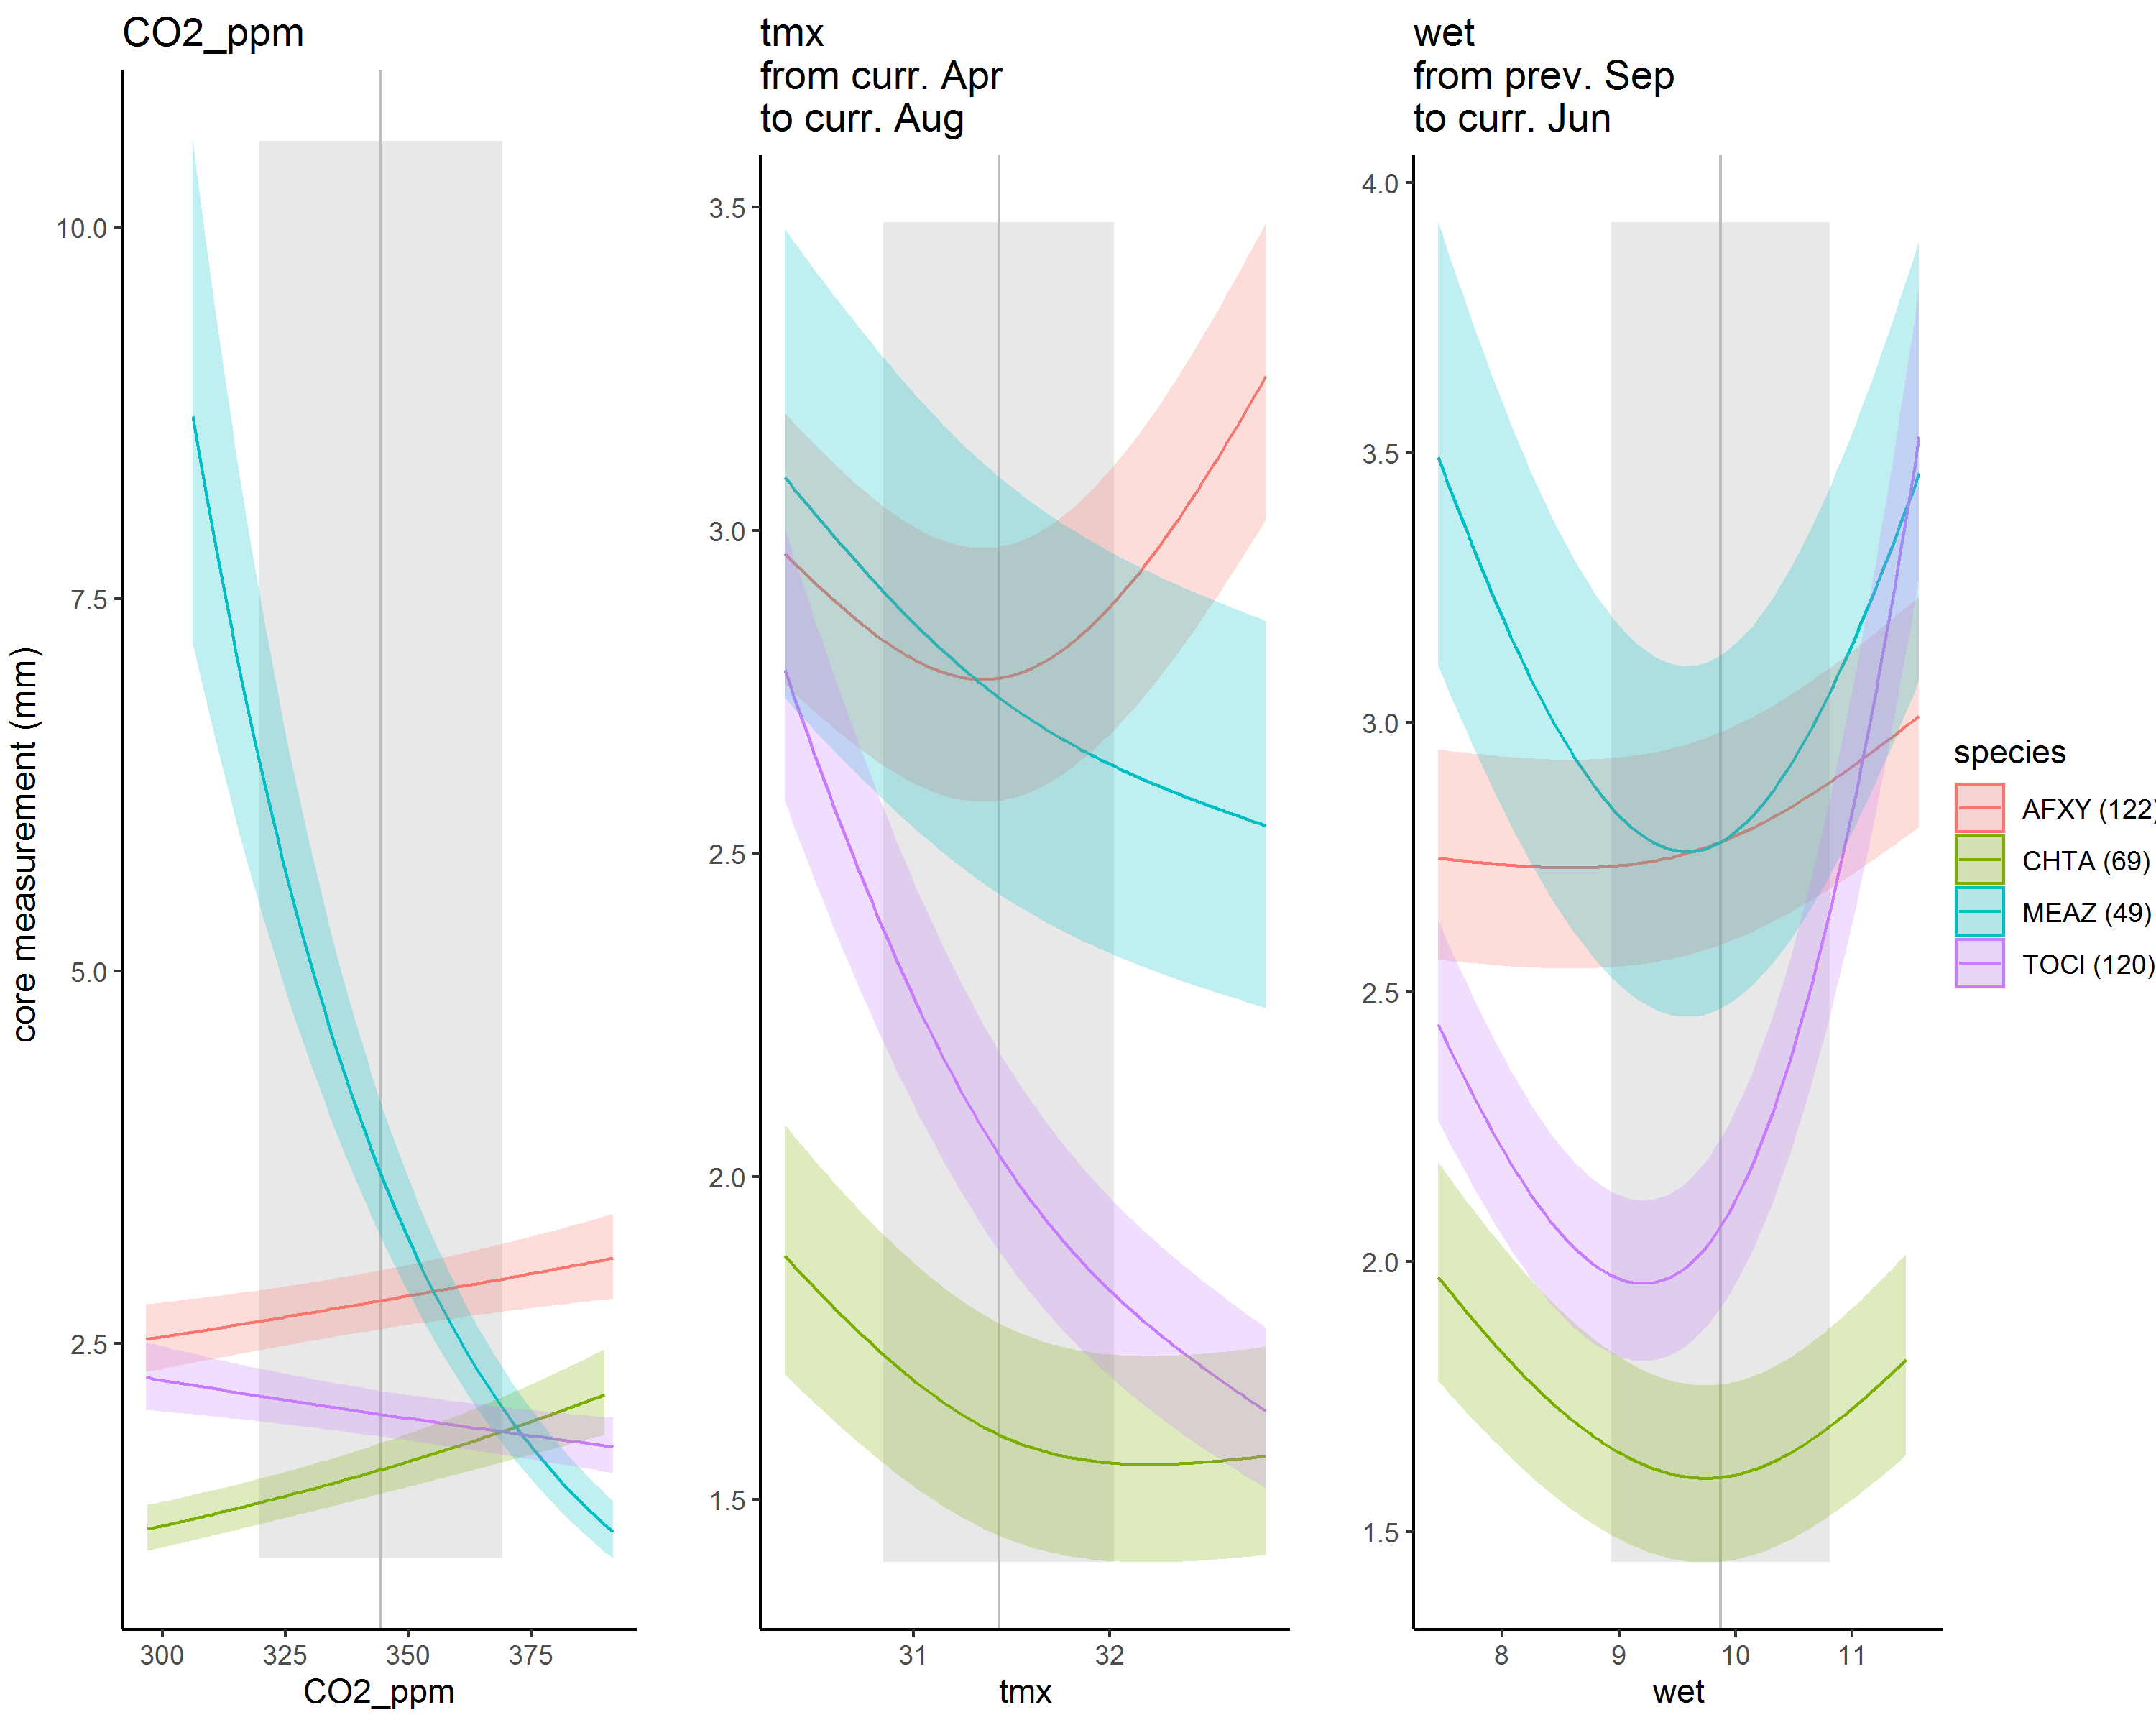 CO2_ppm
tmx
from curr. Apr
to curr. Aug
wet
from prev. Sep
to curr. Jun
core measurement (mm)
10.0
7.5
5.0
2.5
300 325 350 375
CO2_ppm
3.5
3.0
2.5
2.0
1.5
31 32
tmx
4.0
3.5
3.0
2.5
2.0
1.5
8 9 10 11
wet
species
AFXY (122)
CHTA (69)
MEAZ (49)
TOCI (120)